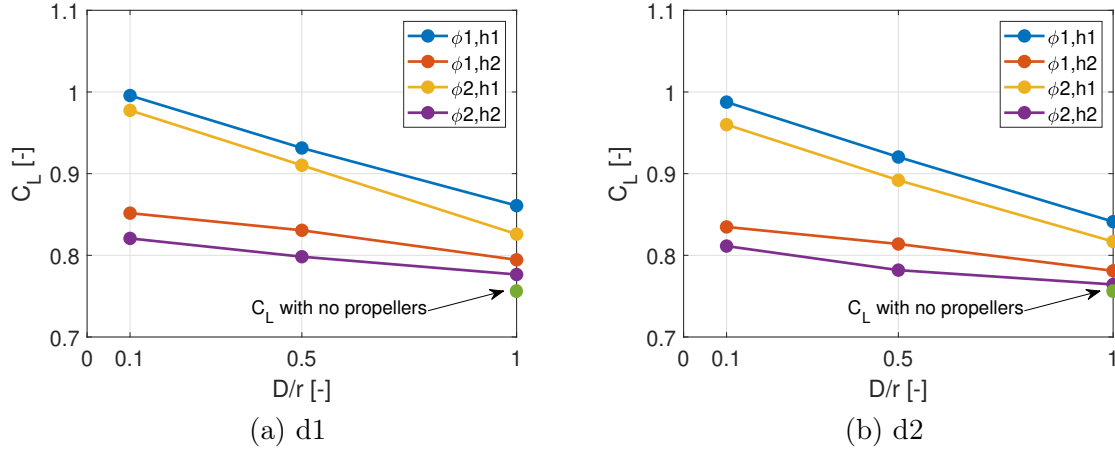 1.1
1
0.9
0.8
0.7
C_L [-]
0 0.1 0.5 1
D/r [-]
ϕ1,h1
ϕ1,h2
ϕ2,h1
ϕ2,h2
C_L with no propellers
(a) d1
1.1
1
0.9
0.8
0.7
C_L [-]
0 0.1 0.5 1
D/r [-]
ϕ1,h1
ϕ1,h2
ϕ2,h1
ϕ2,h2
C_L with no propellers
(b) d2